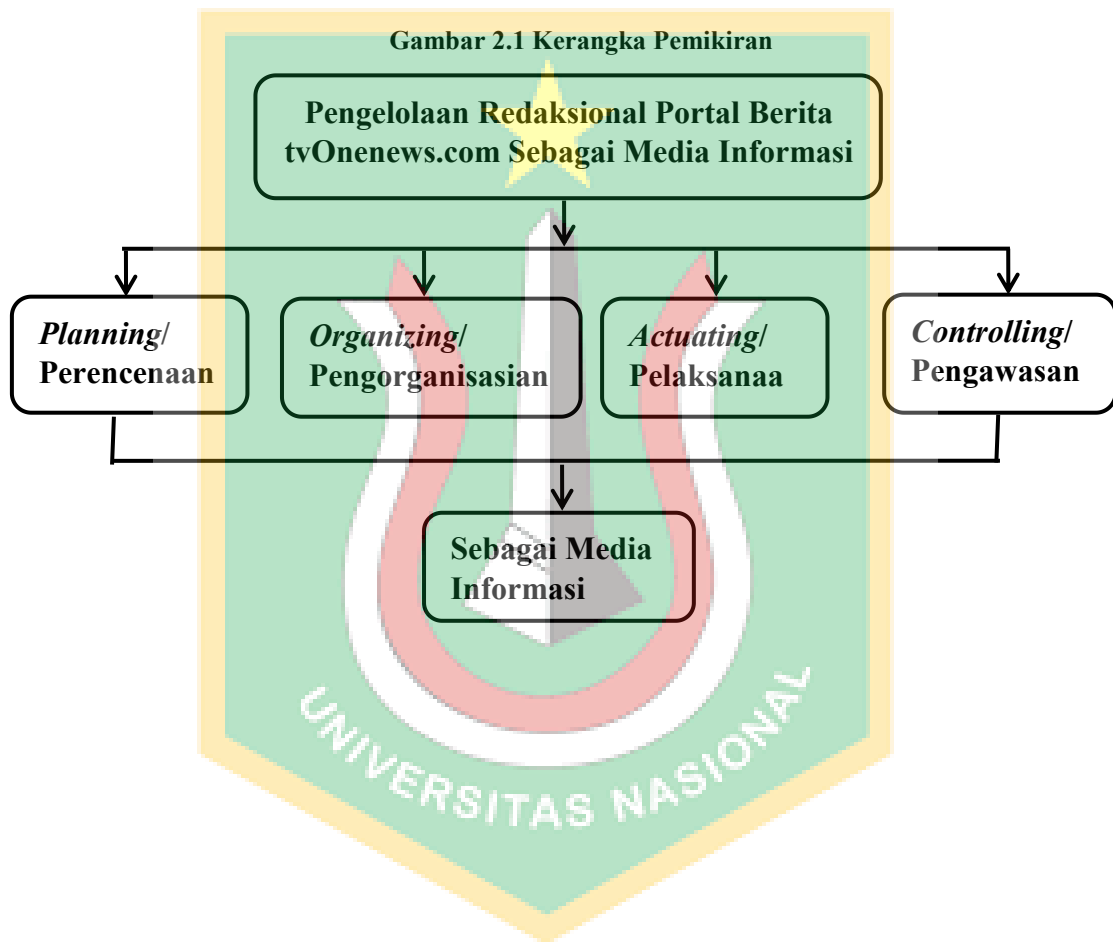 Gambar 2.1 Kerangka Pemikiran
Pengelolaan Redaksional Portal Berita
tvOnenews.com Sebagai Media Informasi
Planning/
Perencenaan
Organizing/
Pengorganisasian
Actuating/
Pelaksanaa
Controlling/
Pengawasan
Sebagai Media
Informasi
UNIVERSITAS NASIONAL